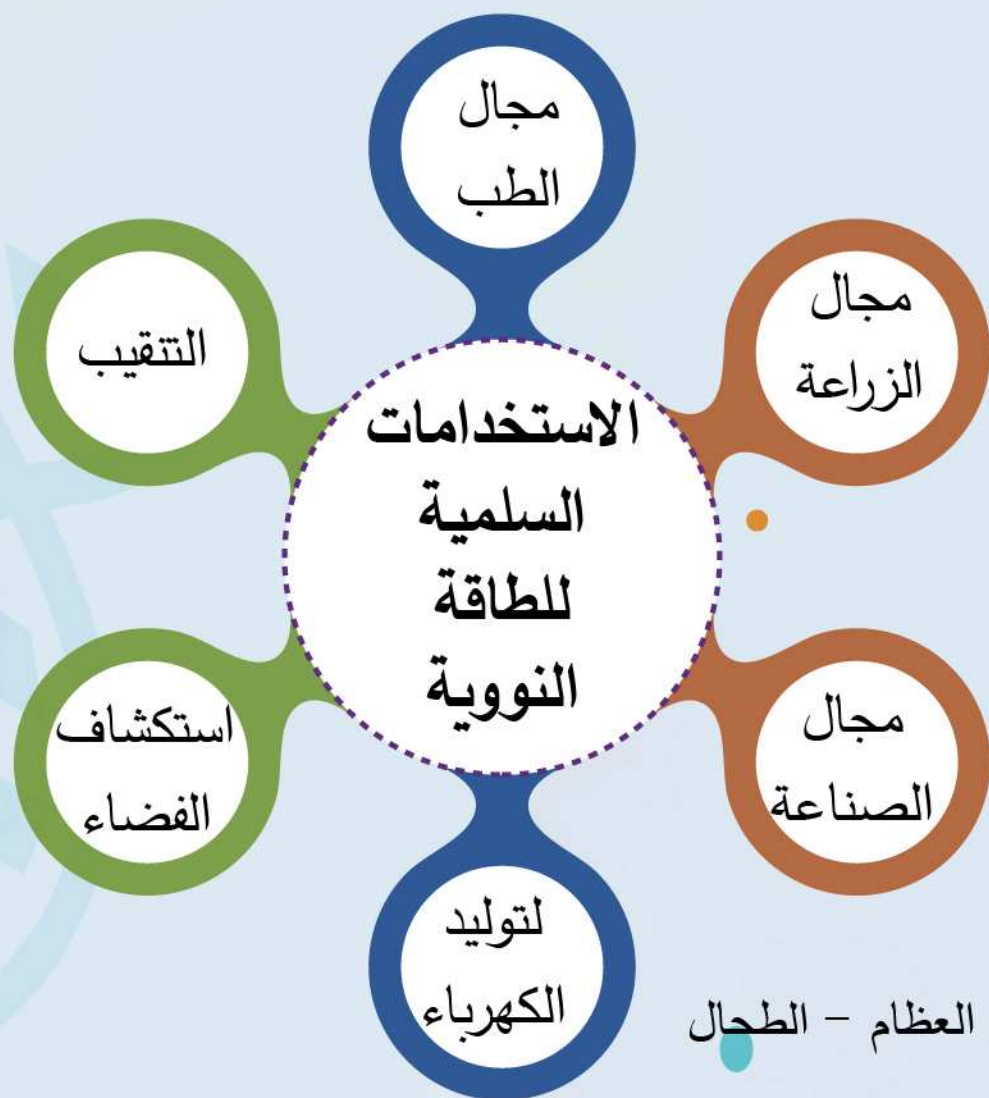 مجال
الطب
مجال
الزراعة
التنقيب
الاستخدامات
السلمية
للطاقة
النووية
مجال
الصناعة
استكشاف
الفضاء
لتوليد
الكهرباء
العظام – الطحال